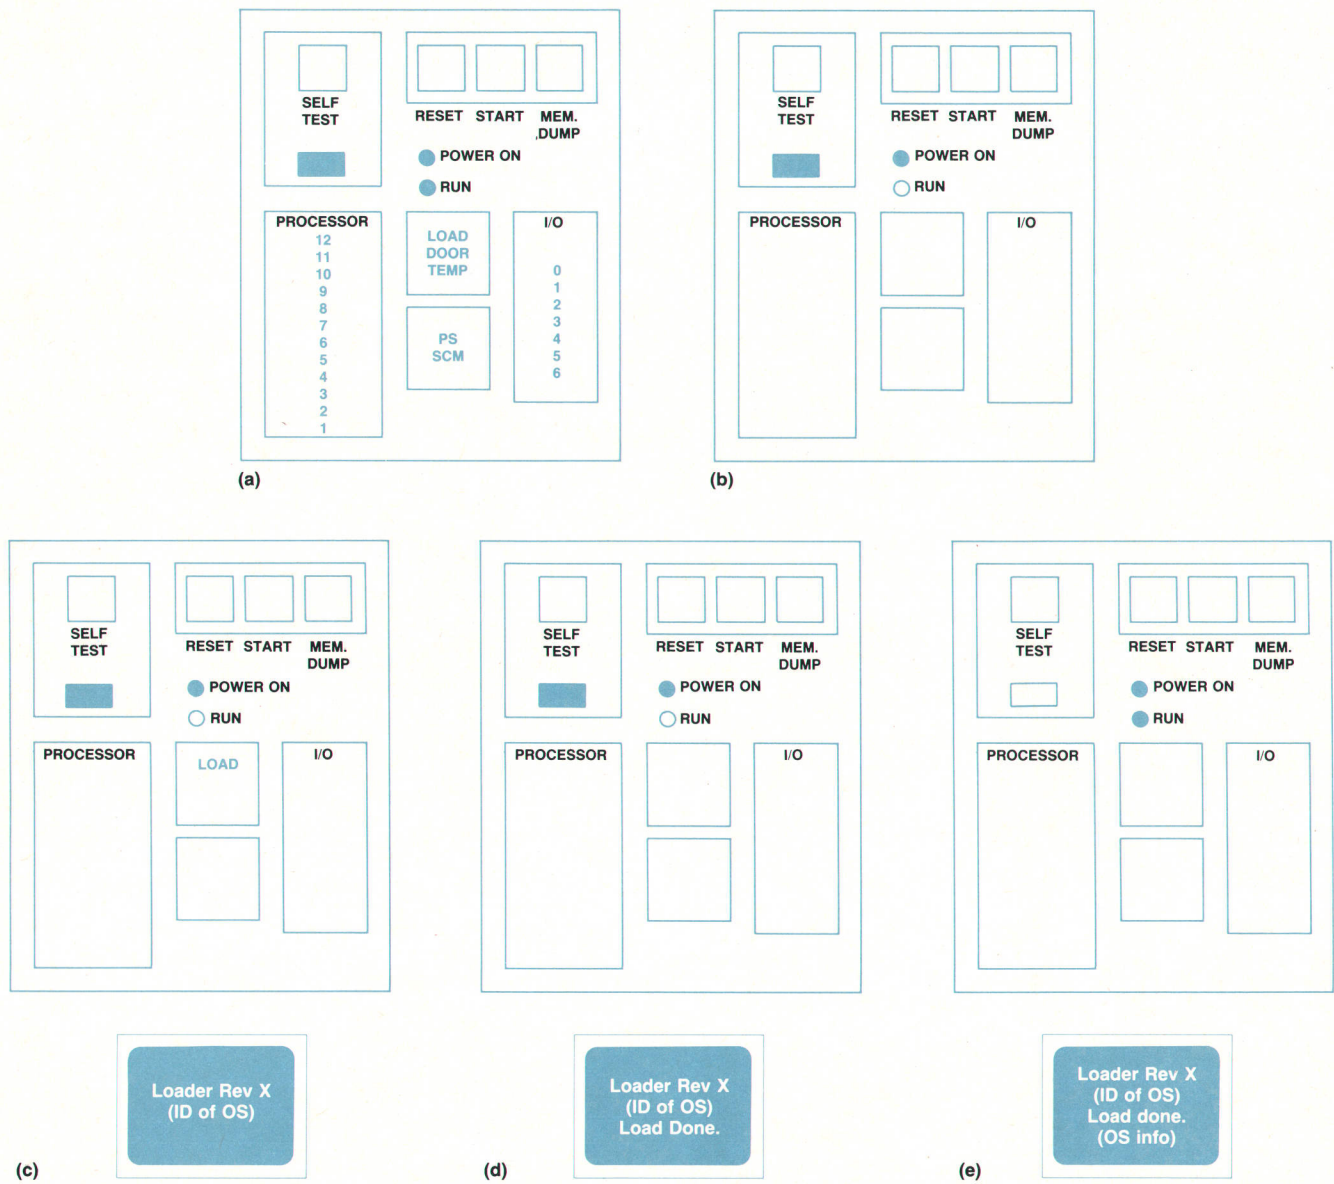 SELF
TEST
RESET START MEM.
DUMP
POWER ON
RUN
PROCESSOR
12
11
10
9
8
7
6
5
4
3
2
1
LOAD
DOOR
TEMP
PS
SCM
I/O
0
1
2
3
4
5
6
(a)
SELF
TEST
RESET START MEM.
DUMP
POWER ON
RUN
PROCESSOR
I/O
(b)
SELF
TEST
RESET START MEM.
DUMP
POWER ON
RUN
PROCESSOR
LOAD
I/O
Loader Rev X
(ID of OS)
(c)
SELF
TEST
RESET START MEM.
DUMP
POWER ON
RUN
PROCESSOR
I/O
Loader Rev X
(ID of OS)
Load Done.
(d)
SELF
TEST
RESET START MEM.
DUMP
POWER ON
RUN
PROCESSOR
I/O
Loader Rev X
(ID of OS)
Load done.
(OS info)
(e)